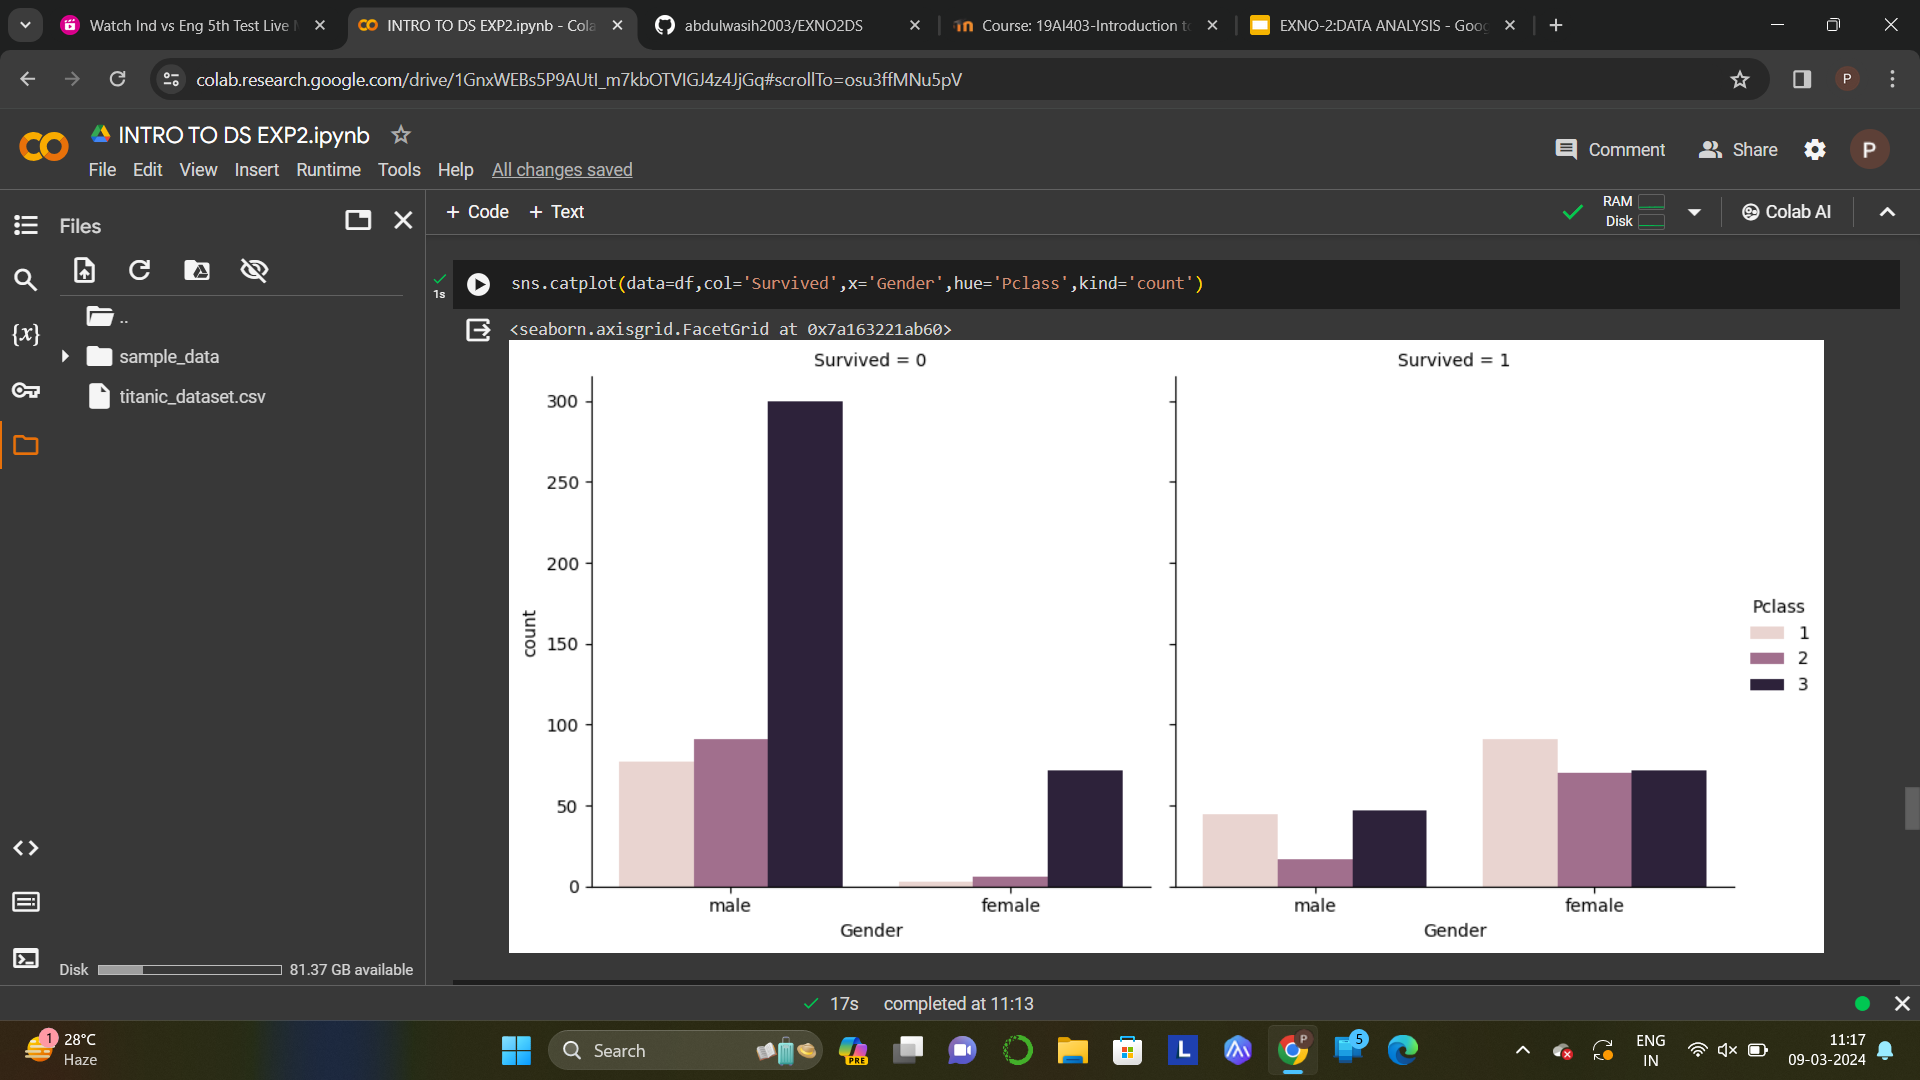 Watch Ind vs Eng 5th Test Live
INTRO TO DS EXP2.ipynb - Cola
abdulwasih2003/EXNO2DS
Course: 19AI403-Introduction to
EXNO-2:DATA ANALYSIS - Goog
colab.research.google.com/drive/1GnxWEBs5P9AUtI_m7kbOTVIGJ4z4JjGq#scrollTo=osu3ffMNu5pV
P
INTRO TO DS EXP2.ipynb
File Edit View Insert Runtime Tools Help All changes saved
Comment
Share
P
Files
+ Code + Text
RAM
Disk
Colab AI
..
sample_data
titanic_dataset.csv
{x}
1s
sns.catplot(data=df,col='Survived',x='Gender',hue='Pclass',kind='count')
<seaborn.axisgrid.FacetGrid at 0x7a163221ab60>
Survived = 0
Survived = 1
300
250
200
150
100
50
0
count
male
female
Gender
male
female
Gender
Pclass
1
2
3
Disk
81.37 GB available
17s completed at 11:13
1
28°C
Haze
Search
PRE
L
P
5
ENG
IN
11:17
09-03-2024